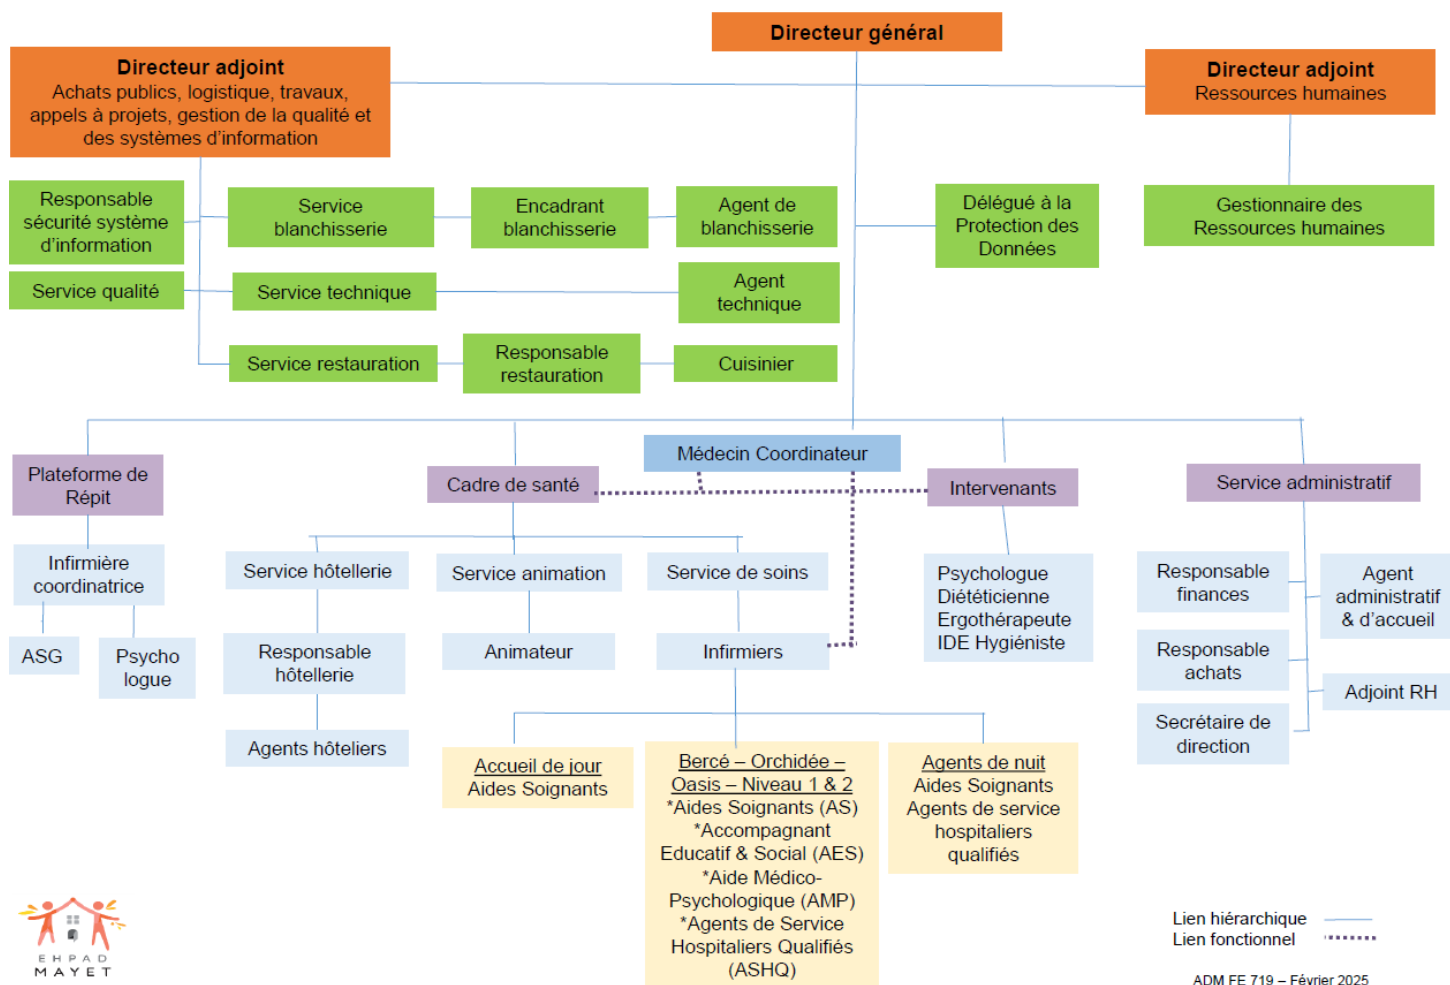 Directeur général
Directeur adjoint
Achats publics, logistique, travaux,
appels à projets, gestion de la qualité et
des systèmes d'information
Directeur adjoint
Ressources humaines
Responsable
sécurité système
d'information
Service
blanchisserie
Encadrant
blanchisserie
Agent de
blanchisserie
Délégué à la
Protection des
Données
Gestionnaire des
Ressources humaines
Service qualité
Service technique
Agent
technique
Service restauration
Responsable
restauration
Cuisinier
Médecin Coordinateur
Plateforme de
Répit
Cadre de santé
Intervenants
Service administratif
Infirmière
coordinatrice
Service hôtellerie
Service animation
Service de soins
Psychologue
Diététicienne
Ergothérapeute
IDE Hygiéniste
Responsable
finances
Agent
administratif
& d'accueil
ASG
Psycho
logue
Responsable
hôtellerie
Animateur
Infirmiers
Responsable
achats
Adjoint RH
Agents hôteliers
Secrétaire de
direction
Accueil de jour
Aides Soignants
Bercé – Orchidée –
Oasis – Niveau 1 & 2
*Aides Soignants (AS)
*Accompagnant
Educatif & Social (AES)
*Aide Médico-
Psychologique (AMP)
*Agents de Service
Hospitaliers Qualifiés
(ASHQ)
Agents de nuit
Aides Soignants
Agents de service
hospitaliers
qualifiés
EHPAD
MAYET
Lien hiérarchique
Lien fonctionnel
ADM FE 719 – Février 2025